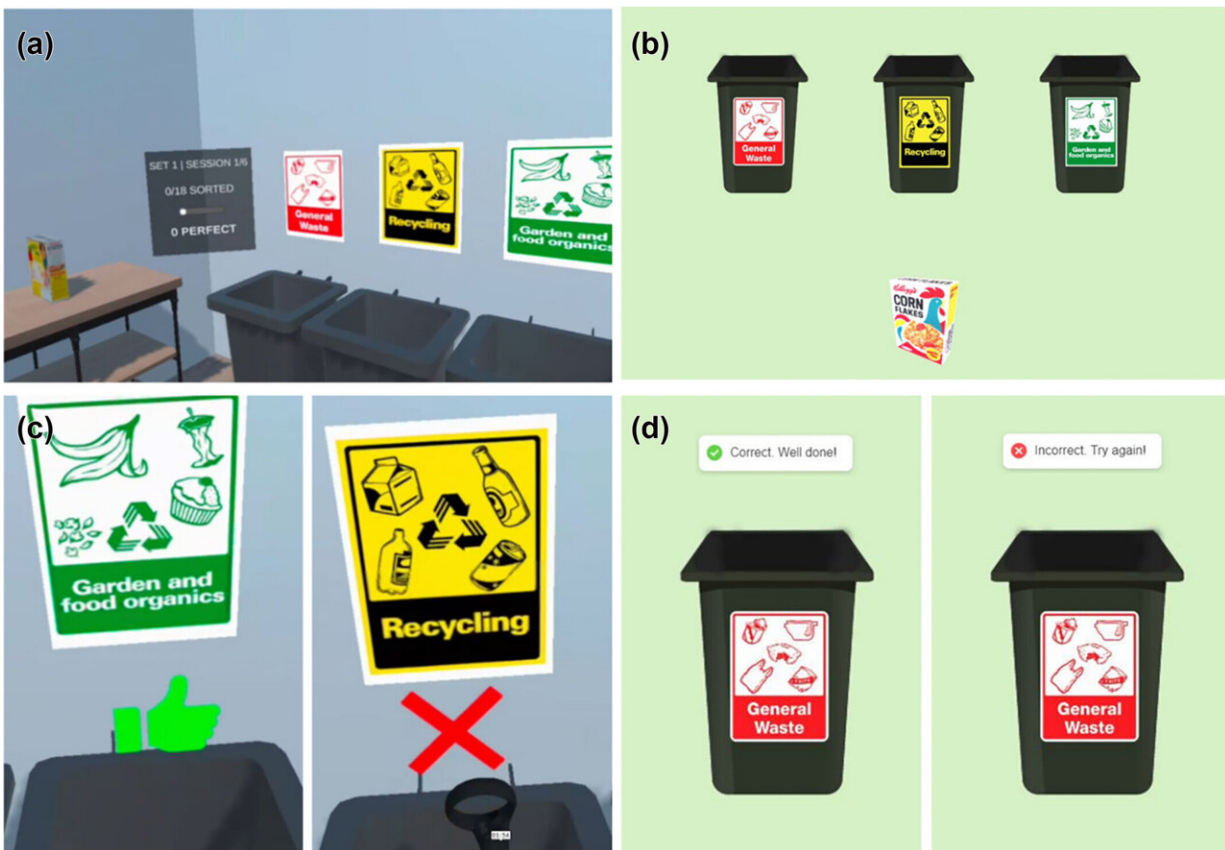 (a)
SET 1 | SESSION 1/6
0/18 SORTED
0 PERFECT
General
Waste
Recycling
Garden and
food organics
(b)
General
Waste
Recycling
Garden and
food organics
Kellogg's
CORN
FLAKES
(c)
Garden and
food organics
Recycling
(d)
Correct. Well done!
Incorrect. Try again!
General
Waste
General
Waste